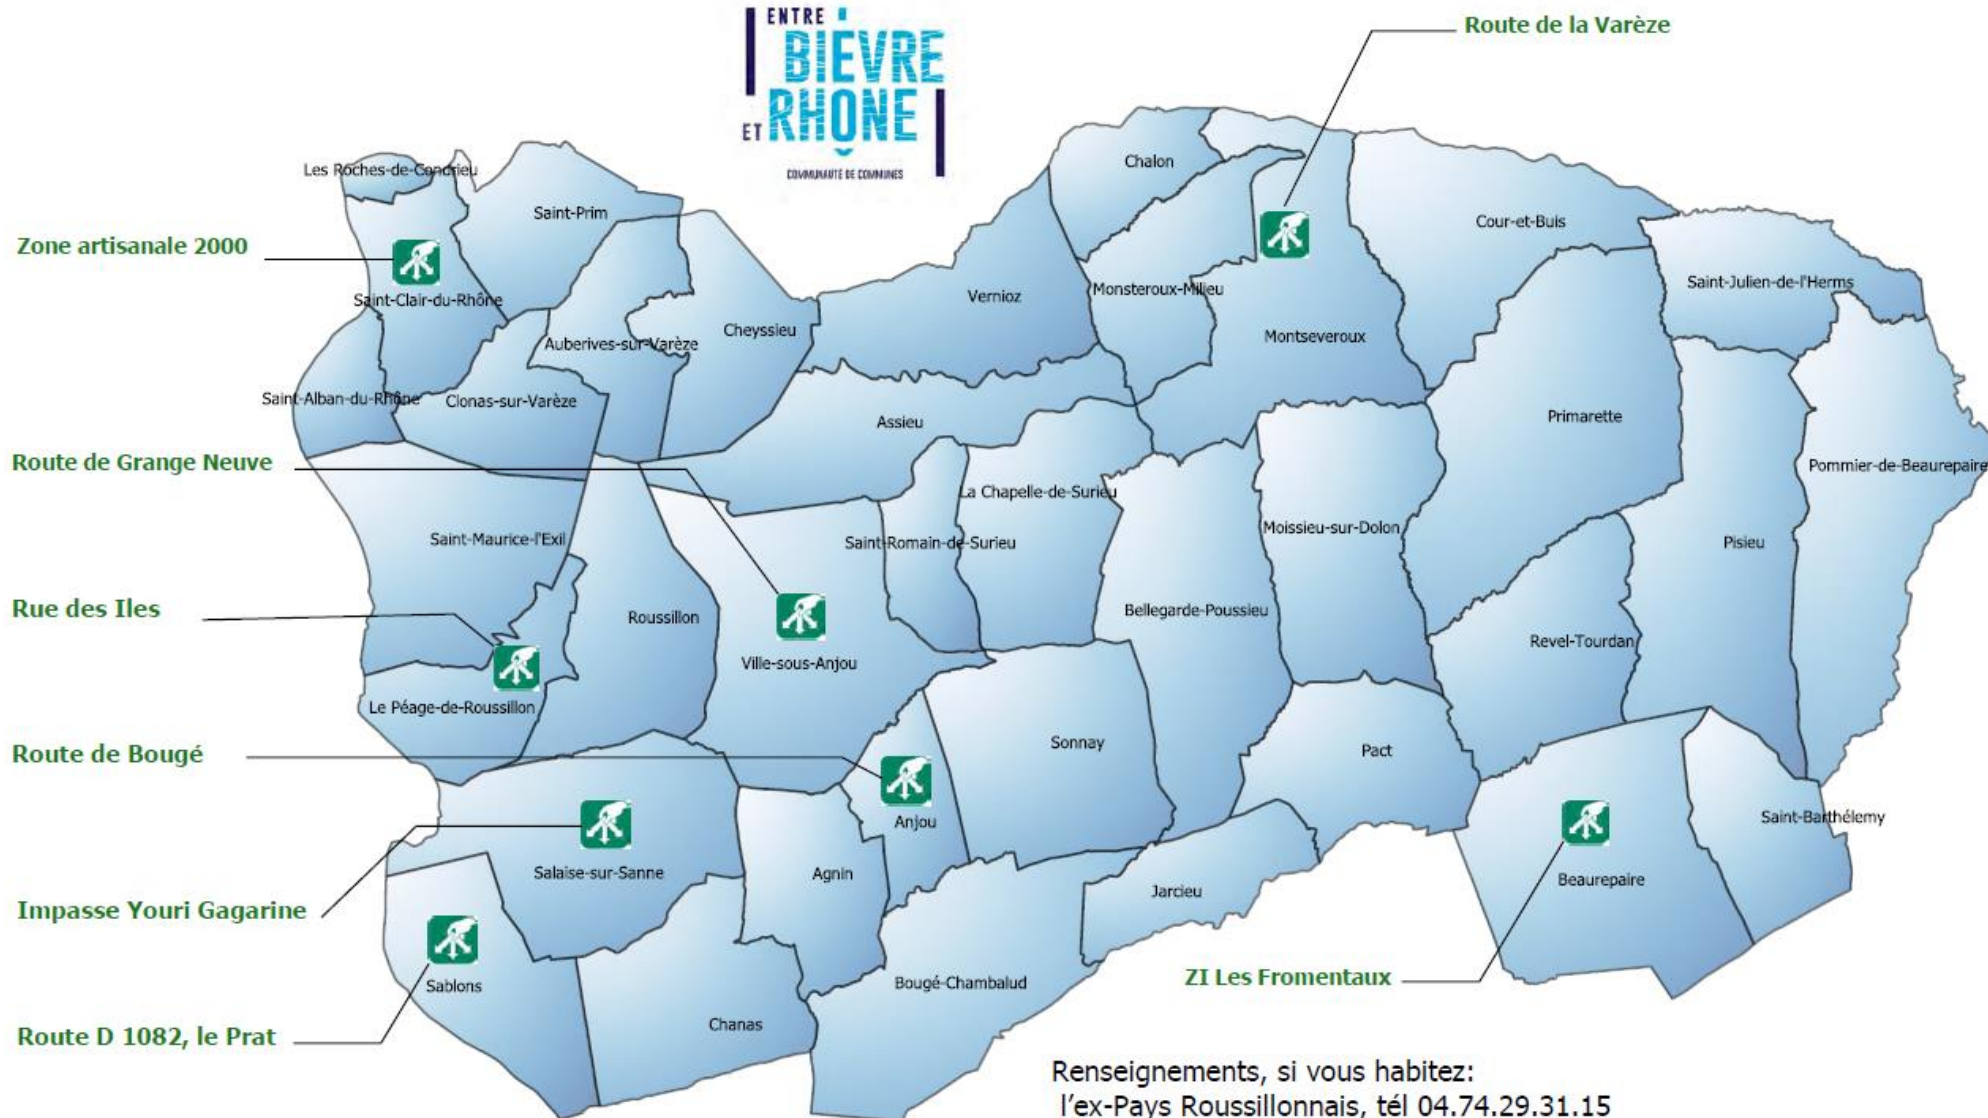 ENTRE
BIÈVRE
ET RHÔNE
COMMUNAUTÉ DE COMMUNES
Route de la Varèze
Chalon
Les Roches-de-Condrieu
Saint-Prim
Cour-et-Buis
Zone artisanale 2000
Saint-Julien-de-l'Herms
Monsteroux-Milieu
Vernioz
Saint-Clair-du-Rhône
Cheyssieu
Montseveroux
Auberives-sur-Varèze
Saint-Alban-du-Rhône
Clonas-sur-Varèze
Primarette
Assieu
Route de Grange Neuve
Pommier-de-Beaurepaire
La Chapelle-de-Surieu
Moissieu-sur-Dolon
Saint-Maurice-l'Exil
Saint-Romain-de-Surieu
Pisieu
Rue des Iles
Roussillon
Bellegarde-Poussieu
Revel-Tourdan
Ville-sous-Anjou
Le Péage-de-Roussillon
Sonnay
Pact
Route de Bougé
Anjou
Saint-Barthélemy
Salaise-sur-Sanne
Agnin
Beaurepaire
Jarcieu
Impasse Youri Gagarine
ZI Les Fromentaux
Sablons
Bougé-Chambalud
Chanas
Route D 1082, le Prat
Renseignements, si vous habitez:
l'ex-Pays Roussillonnais, tél 04.74.29.31.15